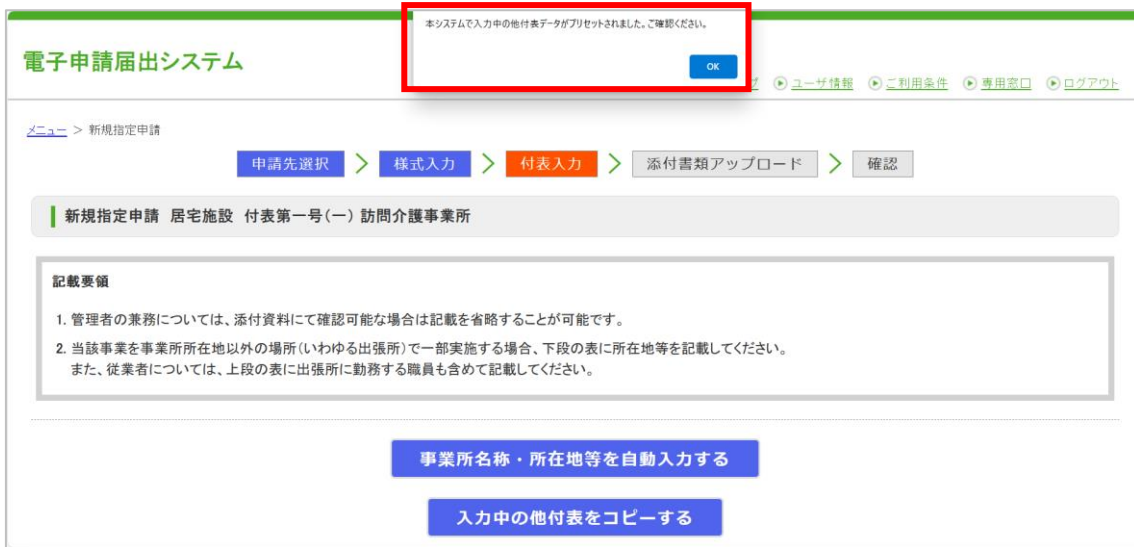 本システムで入力中の他付表データがプリセットされました。ご確認ください。
OK
電子申請届出システム
プ ユーザ情報 ご利用条件 専用窓口 ログアウト
メニュー > 新規指定申請
申請先選択 > 様式入力 > 付表入力 > 添付書類アップロード > 確認
新規指定申請 居宅施設 付表第一号(一) 訪問介護事業所
記載要領
1. 管理者の兼務については、添付資料にて確認可能な場合は記載を省略することが可能です。
2. 当該事業を事業所所在地以外の場所(いわゆる出張所)で一部実施する場合、下段の表に所在地等を記載してください。
また、従業者については、上段の表に出張所に勤務する職員も含めて記載してください。
事業所名称・所在地等を自動入力する
入力中の他付表をコピーする